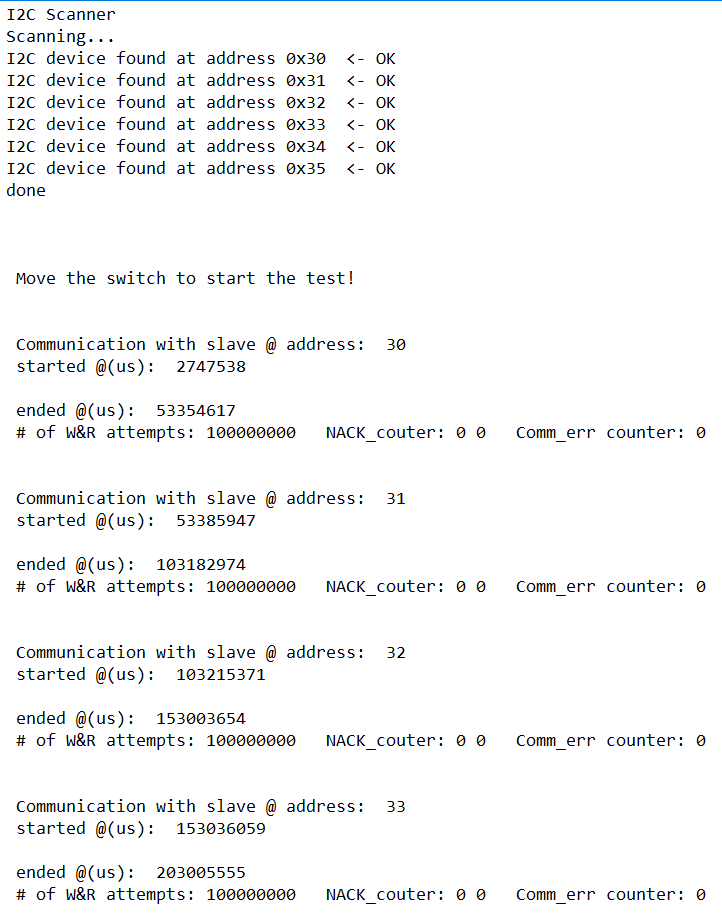 I2C Scanner
Scanning...
I2C device found at address 0x30  <- OK
I2C device found at address 0x31  <- OK
I2C device found at address 0x32  <- OK
I2C device found at address 0x33  <- OK
I2C device found at address 0x34  <- OK
I2C device found at address 0x35  <- OK
done
Move the switch to start the test!
Communication with slave @ address:  30
started @(us):  2747538
ended @(us):  53354617
# of W&R attempts: 100000000   NACK_couter: 0 0   Comm_err counter: 0
Communication with slave @ address:  31
started @(us):  53385947
ended @(us):  103182974
# of W&R attempts: 100000000   NACK_couter: 0 0   Comm_err counter: 0
Communication with slave @ address:  32
started @(us):  103215371
ended @(us):  153003654
# of W&R attempts: 100000000   NACK_couter: 0 0   Comm_err counter: 0
Communication with slave @ address:  33
started @(us):  153036059
ended @(us):  203005555
# of W&R attempts: 100000000   NACK_couter: 0 0   Comm_err counter: 0